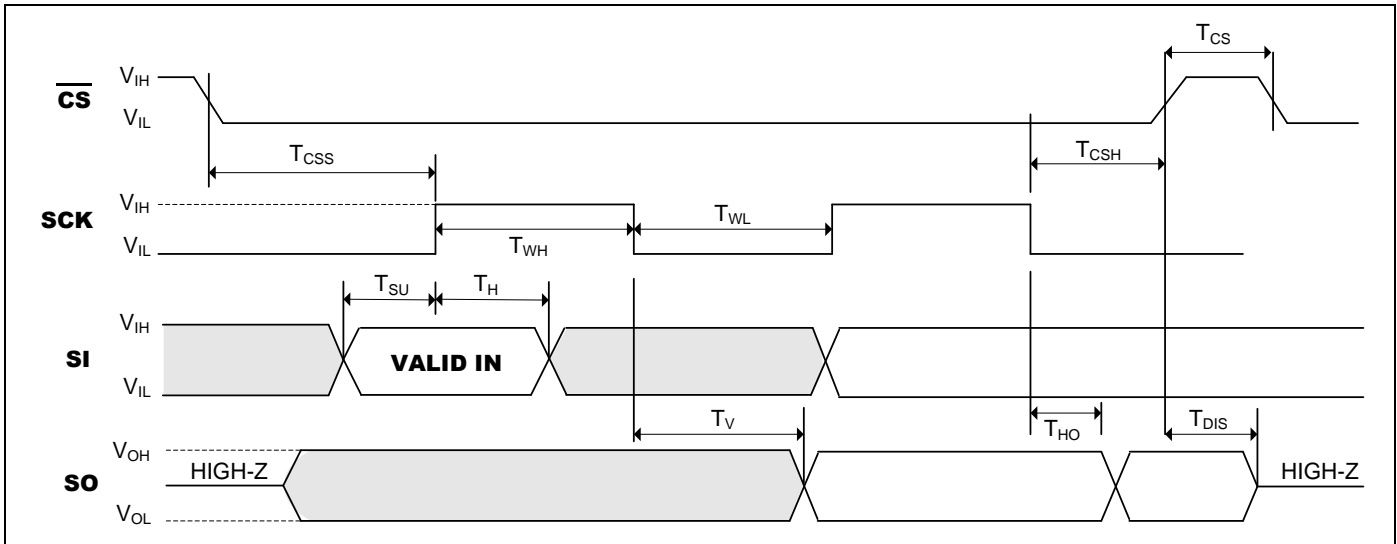 T_CS
V_IH
CS
V_IL
T_CSS
T_CSH
V_IH
SCK
T_WL
V_IL
T_WH
T_SU
T_H
V_IH
SI
VALID IN
V_IL
T_V
T_HO
T_DIS
V_OH
HIGH-Z
HIGH-Z
SO
V_OL